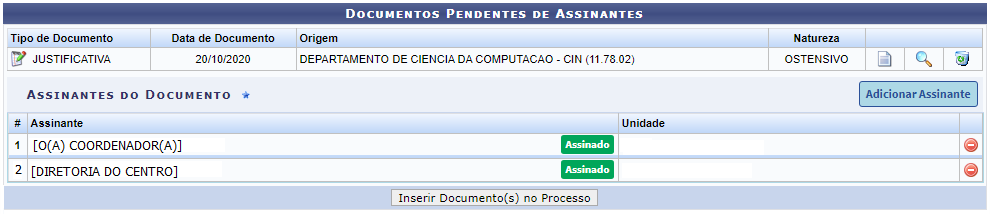 DOCUMENTOS PENDENTES DE ASSINANTES
Tipo de Documento Data de Documento Origem Natureza
JUSTIFICATIVA 20/10/2020 DEPARTAMENTO DE CIENCIA DA COMPUTACAO - CIN (11.78.02) OSTENSIVO
ASSINANTES DO DOCUMENTO Adicionar Assinante
# Assinante Unidade
1 [O(A) COORDENADOR(A)] Assinado
2 [DIRETORIA DO CENTRO] Assinado
Inserir Documento(s) no Processo